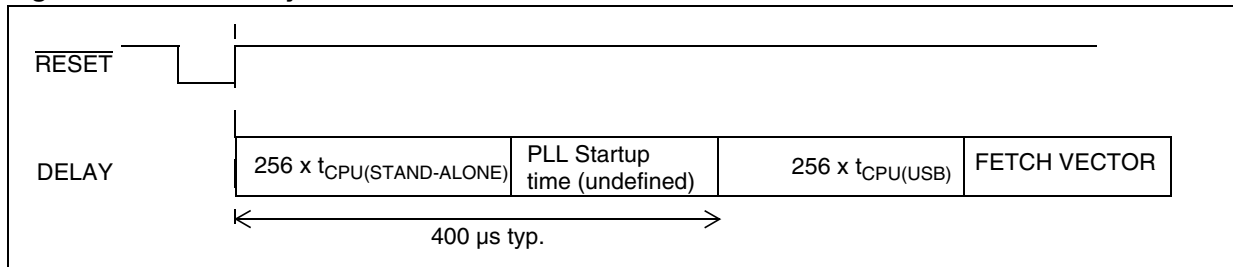 RESET
DELAY
256 x tCPU(STAND-ALONE)
PLL Startup
time (undefined)
256 x tCPU(USB)
FETCH VECTOR
400 µs typ.